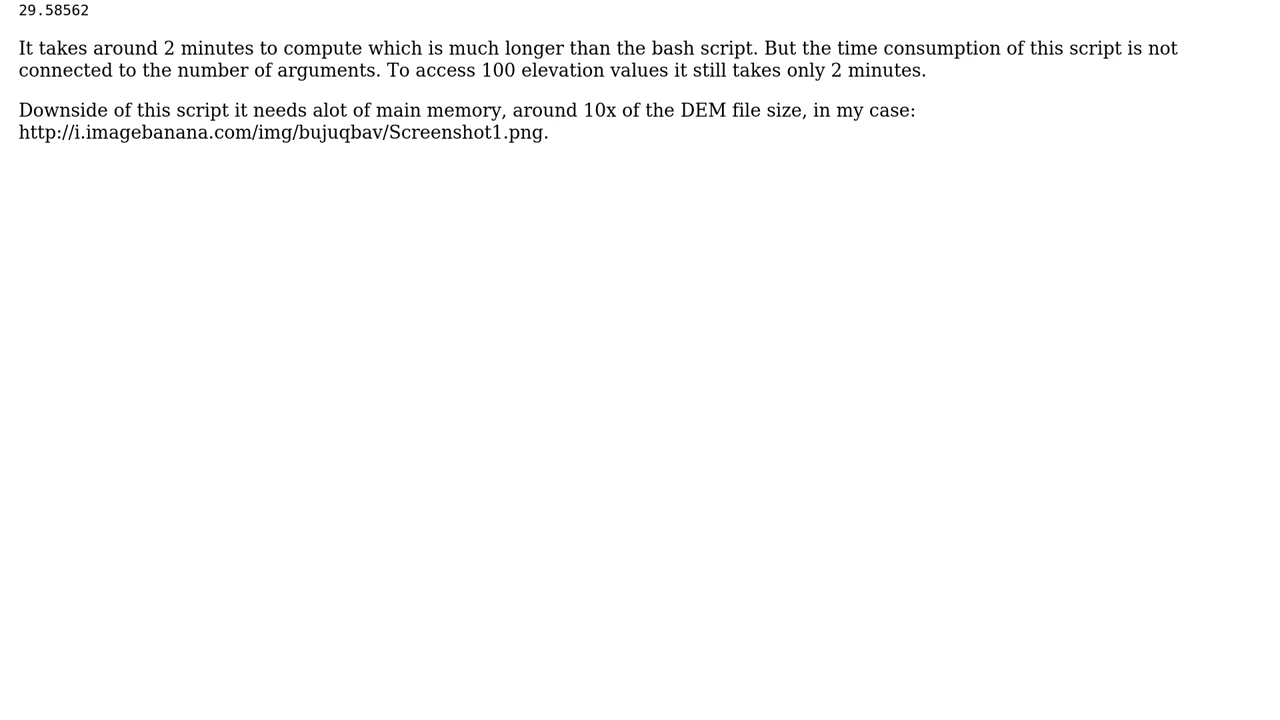 29.58562
It takes around 2 minutes to compute which is much longer than the bash script. But the time consumption of this script is not
connected to the number of arguments. To access 100 elevation values it still takes only 2 minutes.
Downside of this script it needs alot of main memory, around 10x of the DEM file size, in my case:
http://i.imagebanana.com/img/bujuqbav/Screenshot1.png.